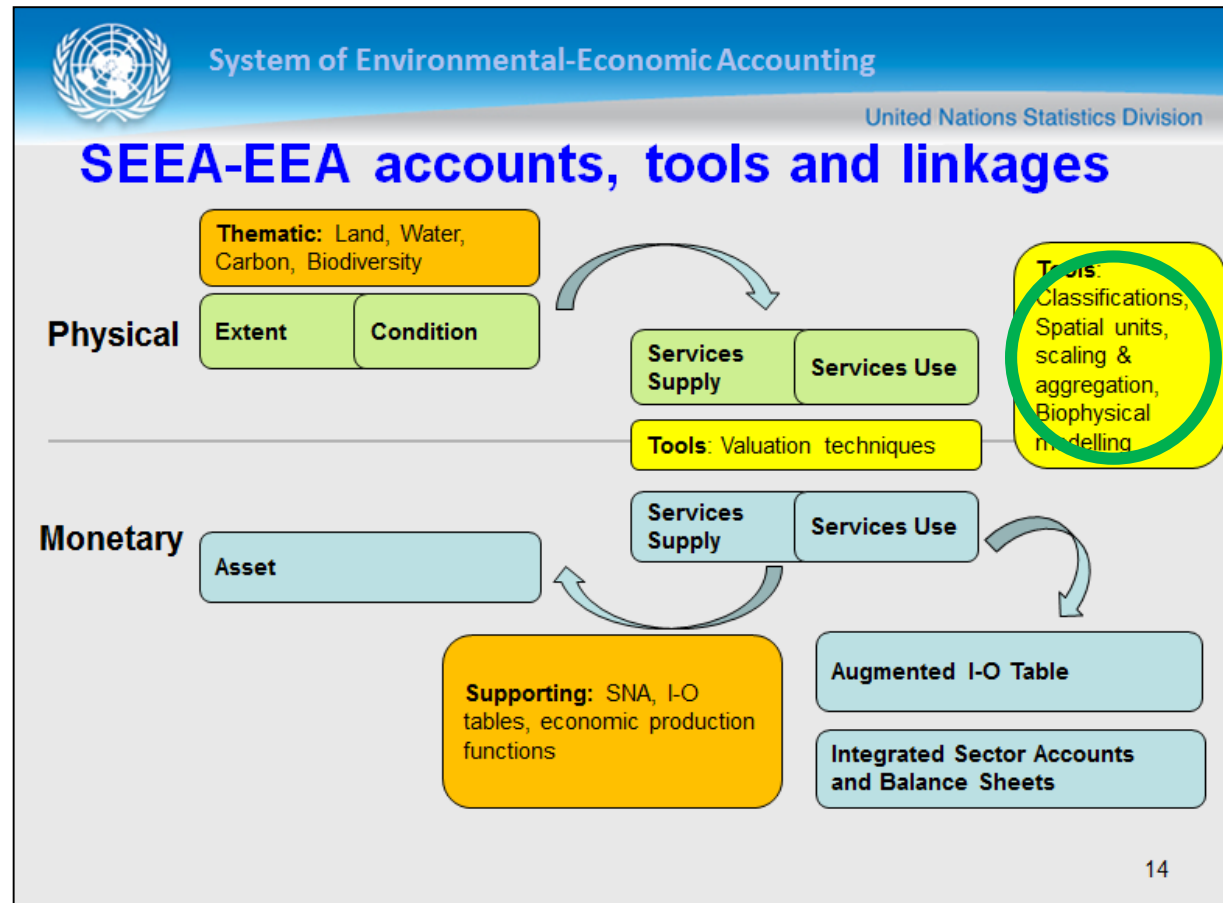 System of Environmental-Economic Accounting
United Nations Statistics Division
SEEA-EEA accounts, tools and linkages
Thematic: Land, Water,
Carbon, Biodiversity
Physical
Extent
Condition
Services
Supply
Services Use
Tools:
Classifications,
Spatial units,
scaling &
aggregation,
Biophysical
modelling
Tools: Valuation techniques
Monetary
Asset
Services
Supply
Services Use
Supporting: SNA, I-O
tables, economic production
functions
Augmented I-O Table
Integrated Sector Accounts
and Balance Sheets
14